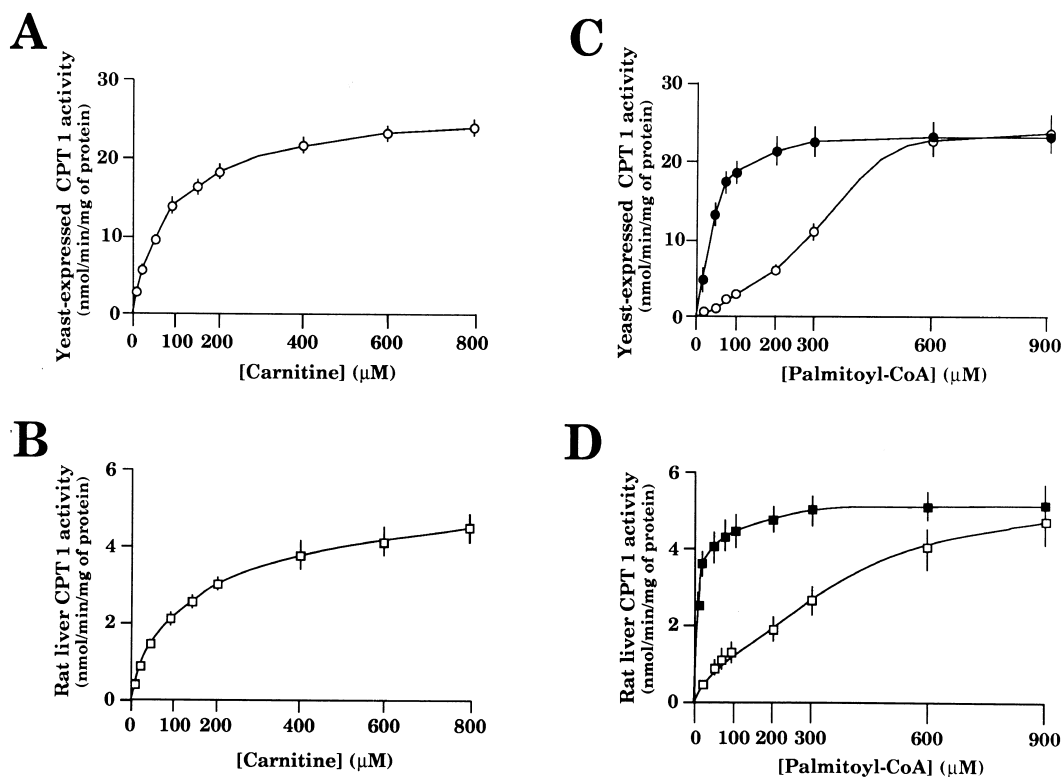 A
Yeast-expressed CPT 1 activity
(nmol/min/mg of protein)
30
20
10
0
0 100 200 400 600 800
[Carnitine] (μM)
C
Yeast-expressed CPT 1 activity
(nmol/min/mg of protein)
30
20
10
0
0 100 200 300 600 900
[Palmitoyl-CoA] (μM)
B
Rat liver CPT 1 activity
(nmol/min/mg of protein)
6
4
2
0
0 100 200 400 600 800
[Carnitine] (μM)
D
Rat liver CPT 1 activity
(nmol/min/mg of protein)
6
4
2
0
0 100 200 300 600 900
[Palmitoyl-CoA] (μM)